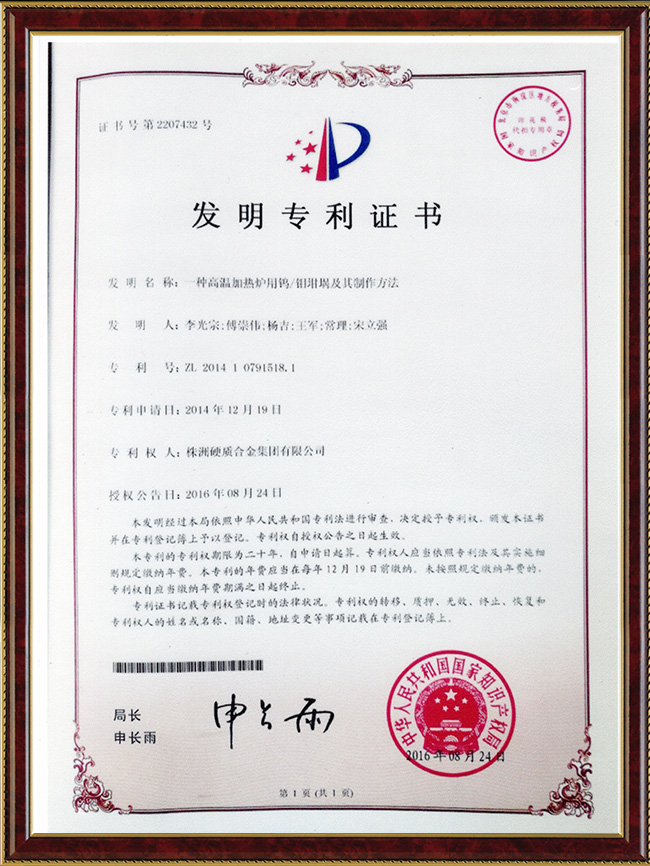 证书号第2207432号
发明专利证书
发明名称：一种高温加热炉用钨/钼坩埚及其制作方法
发明人：李光宗;傅崇伟;杨吉;王军;常理;宋立强
专利号：ZL 2014 1 0791518.1
专利申请日：2014年12月19日
专利权人：株洲硬质合金集团有限公司
授权公告日：2016年08月24日
本发明经过本局依照中华人民共和国专利法进行审查，决定授予专利权，颁发本证书
并在专利登记簿上予以登记。专利权自授权公告之日起生效。
本专利的专利权期限为二十年，自申请日起算。专利权人应当依照专利法及其实施细
则规定缴纳年费。本专利的年费应当在每年12月19日前缴纳。未按照规定缴纳年费的，
专利权自应当缴纳年费期满之日起终止。
专利证书记载专利权登记时的法律状况。专利权的转移、质押、无效、终止、恢复和
专利权人的姓名或名称、国籍、地址变更等事项记载在专利登记簿上。
局长
申长雨
申长雨
中华人民共和国国家知识产权局
2016年08月24日
第1页(共1页)